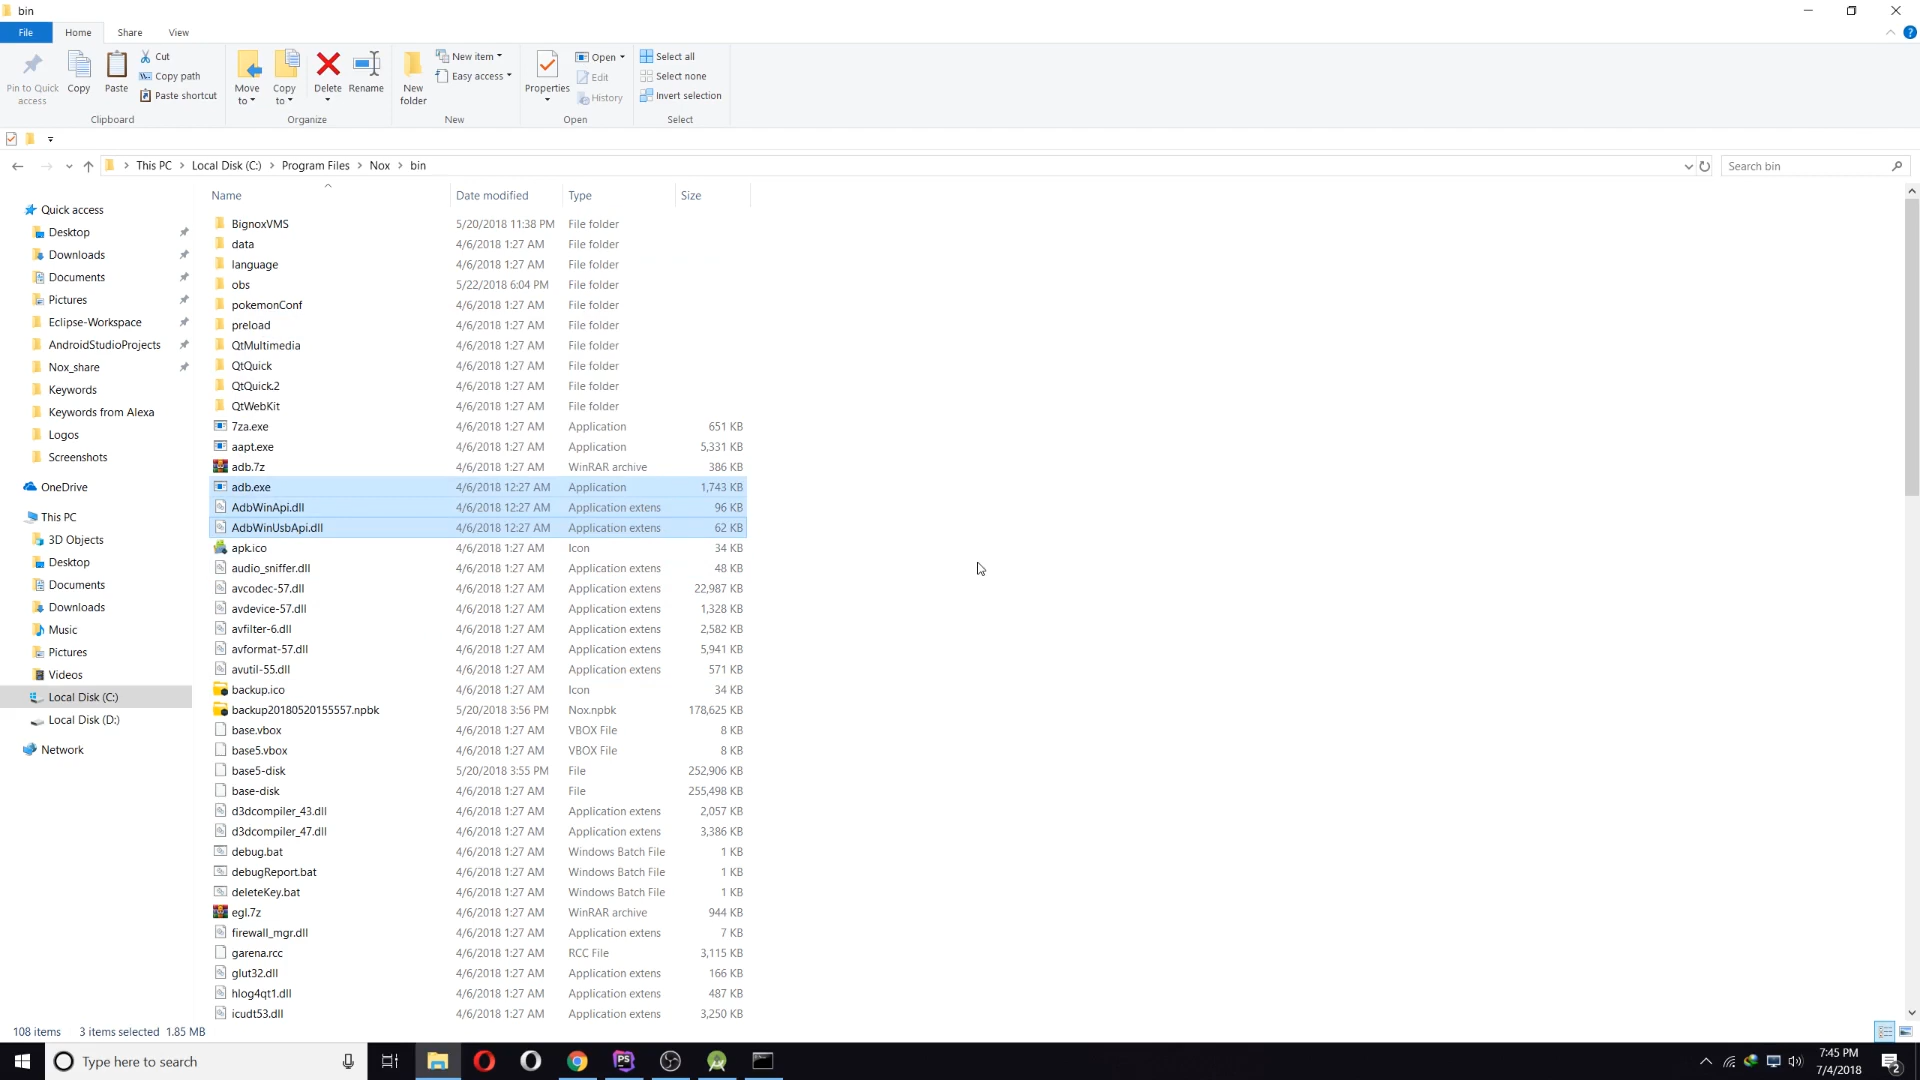 bin
File Home Share View
Pin to Quick access
Copy
Paste
Cut
Copy path
Paste shortcut
Clipboard
Move to
Copy to
Delete
Rename
Organize
New folder
New item
Easy access
New
Properties
Open
Edit
History
Open
Select all
Select none
Invert selection
Select
This PC > Local Disk (C:) > Program Files > Nox > bin
Search bin
Quick access
Desktop
Downloads
Documents
Pictures
Eclipse-Workspace
AndroidStudioProjects
Nox_share
Keywords
Keywords from Alexa
Logos
Screenshots
OneDrive
This PC
3D Objects
Desktop
Documents
Downloads
Music
Pictures
Videos
Local Disk (C:)
Local Disk (D:)
Network
Name Date modified Type Size
BignoxVMS 5/20/2018 11:38 PM File folder
data 4/6/2018 1:27 AM File folder
language 4/6/2018 1:27 AM File folder
obs 5/22/2018 6:04 PM File folder
pokemonConf 4/6/2018 1:27 AM File folder
preload 4/6/2018 1:27 AM File folder
QtMultimedia 4/6/2018 1:27 AM File folder
QtQuick 4/6/2018 1:27 AM File folder
QtQuick.2 4/6/2018 1:27 AM File folder
QtWebKit 4/6/2018 1:27 AM File folder
7za.exe 4/6/2018 1:27 AM Application 651 KB
aapt.exe 4/6/2018 1:27 AM Application 5,331 KB
adb.7z 4/6/2018 1:27 AM WinRAR archive 386 KB
adb.exe 4/6/2018 12:27 AM Application 1,743 KB
AdbWinApi.dll 4/6/2018 12:27 AM Application extens 96 KB
AdbWinUsbApi.dll 4/6/2018 12:27 AM Application extens 62 KB
apk.ico 4/6/2018 1:27 AM Icon 34 KB
audio_sniffer.dll 4/6/2018 1:27 AM Application extens 48 KB
avcodec-57.dll 4/6/2018 1:27 AM Application extens 22,987 KB
avdevice-57.dll 4/6/2018 1:27 AM Application extens 1,328 KB
avfilter-6.dll 4/6/2018 1:27 AM Application extens 2,582 KB
avformat-57.dll 4/6/2018 1:27 AM Application extens 5,941 KB
avutil-55.dll 4/6/2018 1:27 AM Application extens 571 KB
backup.ico 4/6/2018 1:27 AM Icon 34 KB
backup20180520155557.npbk 5/20/2018 3:56 PM Nox.npbk 178,625 KB
base.vbox 4/6/2018 1:27 AM VBOX File 8 KB
base5.vbox 4/6/2018 1:27 AM VBOX File 8 KB
base5-disk 5/20/2018 3:55 PM File 252,906 KB
base-disk 4/6/2018 1:27 AM File 255,498 KB
d3dcompiler_43.dll 4/6/2018 1:27 AM Application extens 2,057 KB
d3dcompiler_47.dll 4/6/2018 1:27 AM Application extens 3,386 KB
debug.bat 4/6/2018 1:27 AM Windows Batch File 1 KB
debugReport.bat 4/6/2018 1:27 AM Windows Batch File 1 KB
deleteKey.bat 4/6/2018 1:27 AM Windows Batch File 1 KB
egl.7z 4/6/2018 1:27 AM WinRAR archive 944 KB
firewall_mgr.dll 4/6/2018 1:27 AM Application extens 7 KB
garena.rcc 4/6/2018 1:27 AM RCC File 3,115 KB
glut32.dll 4/6/2018 1:27 AM Application extens 166 KB
hlog4qt1.dll 4/6/2018 1:27 AM Application extens 487 KB
icudt53.dll 4/6/2018 1:27 AM Application extens 3,250 KB
108 items 3 items selected 1.85 MB
Type here to search
PS
7:45 PM
7/4/2018
2